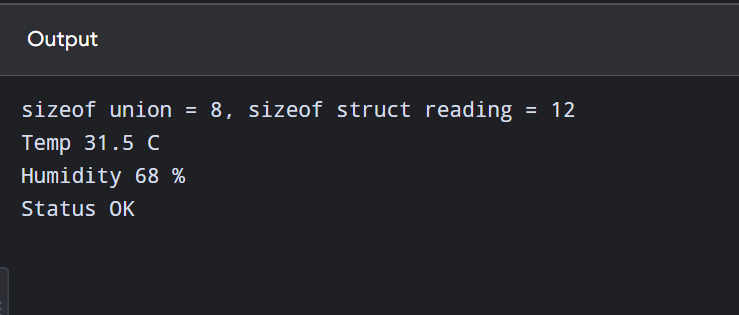 Output
sizeof union = 8, sizeof struct reading = 12
Temp 31.5 C
Humidity 68 %
Status OK